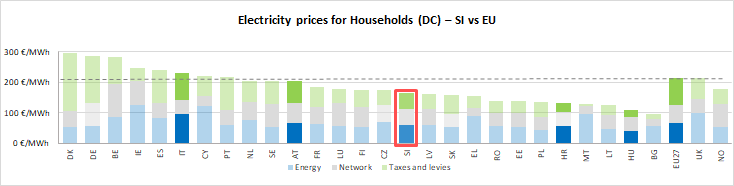 Electricity prices for Households (DC) – SI vs EU
300 €/MWh
200 €/MWh
100 €/MWh
0 €/MWh
DK DE BE IE ES IT CY PT NL SE AT FR LU FI CZ SI LV SK EL RO EE PL HR MT LT HU BG EU27 UK NO
Energy Network Taxes and levies